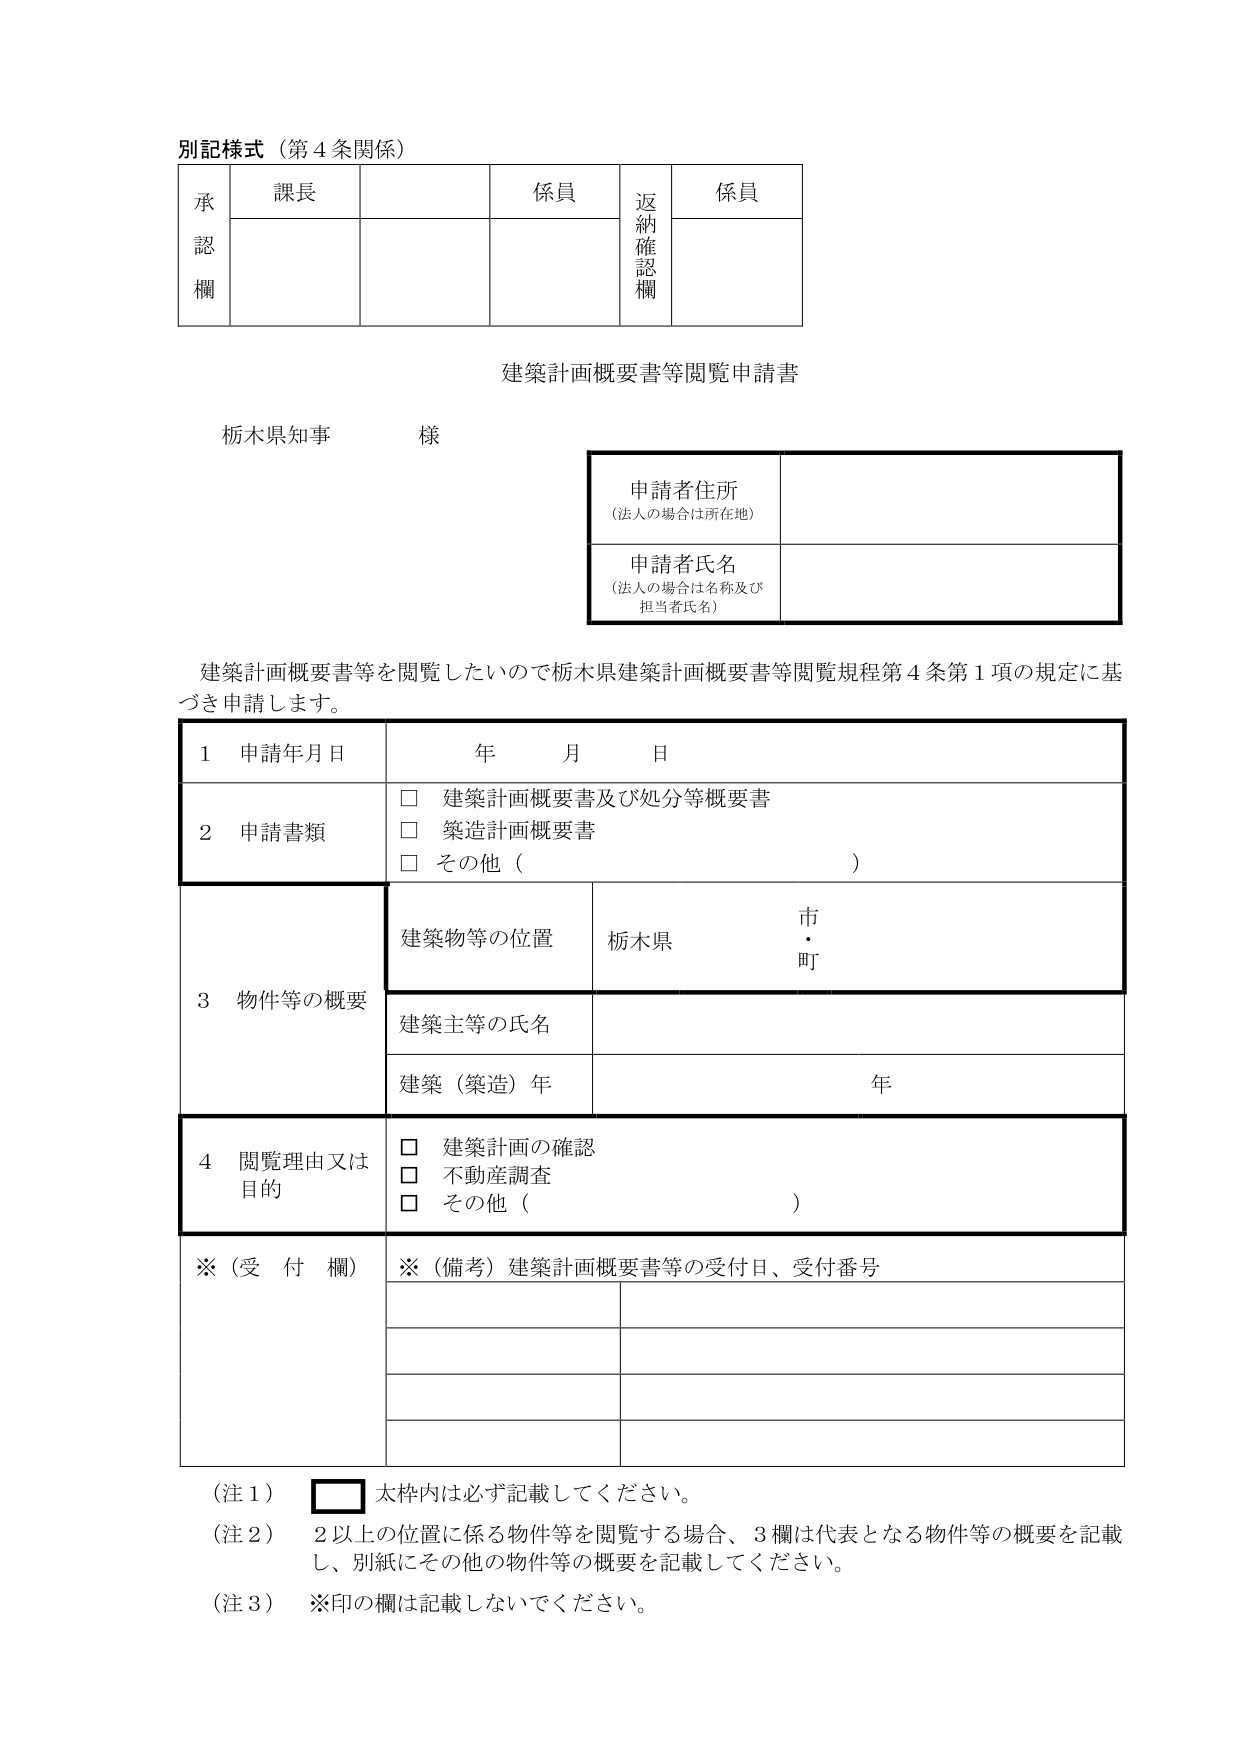 別記様式（第４条関係）
承認欄 課長 係員 返納確認欄 係員
建築計画概要書等閲覧申請書
栃木県知事　　　　様
申請者住所
（法人の場合は所在地）
申請者氏名
（法人の場合は名称及び
担当者氏名）
建築計画概要書等を閲覧したいので栃木県建築計画概要書等閲覧規程第４条第１項の規定に基
づき申請します。
１　申請年月日　　年　　月　　日
２　申請書類
□　建築計画概要書及び処分等概要書
□　築造計画概要書
□　その他（　　　　　　　　　　　　　　　）
３　物件等の概要
建築物等の位置　栃木県　市・町
建築主等の氏名
建築（築造）年　　年
４　閲覧理由又は
目的
□　建築計画の確認
□　不動産調査
□　その他（　　　　　　　　　　　　）
※（受　付　欄）　※（備考）建築計画概要書等の受付日、受付番号
（注１）　太枠内は必ず記載してください。
（注２）　２以上の位置に係る物件等を閲覧する場合、３欄は代表となる物件等の概要を記載
し、別紙にその他の物件等の概要を記載してください。
（注３）　※印の欄は記載しないでください。